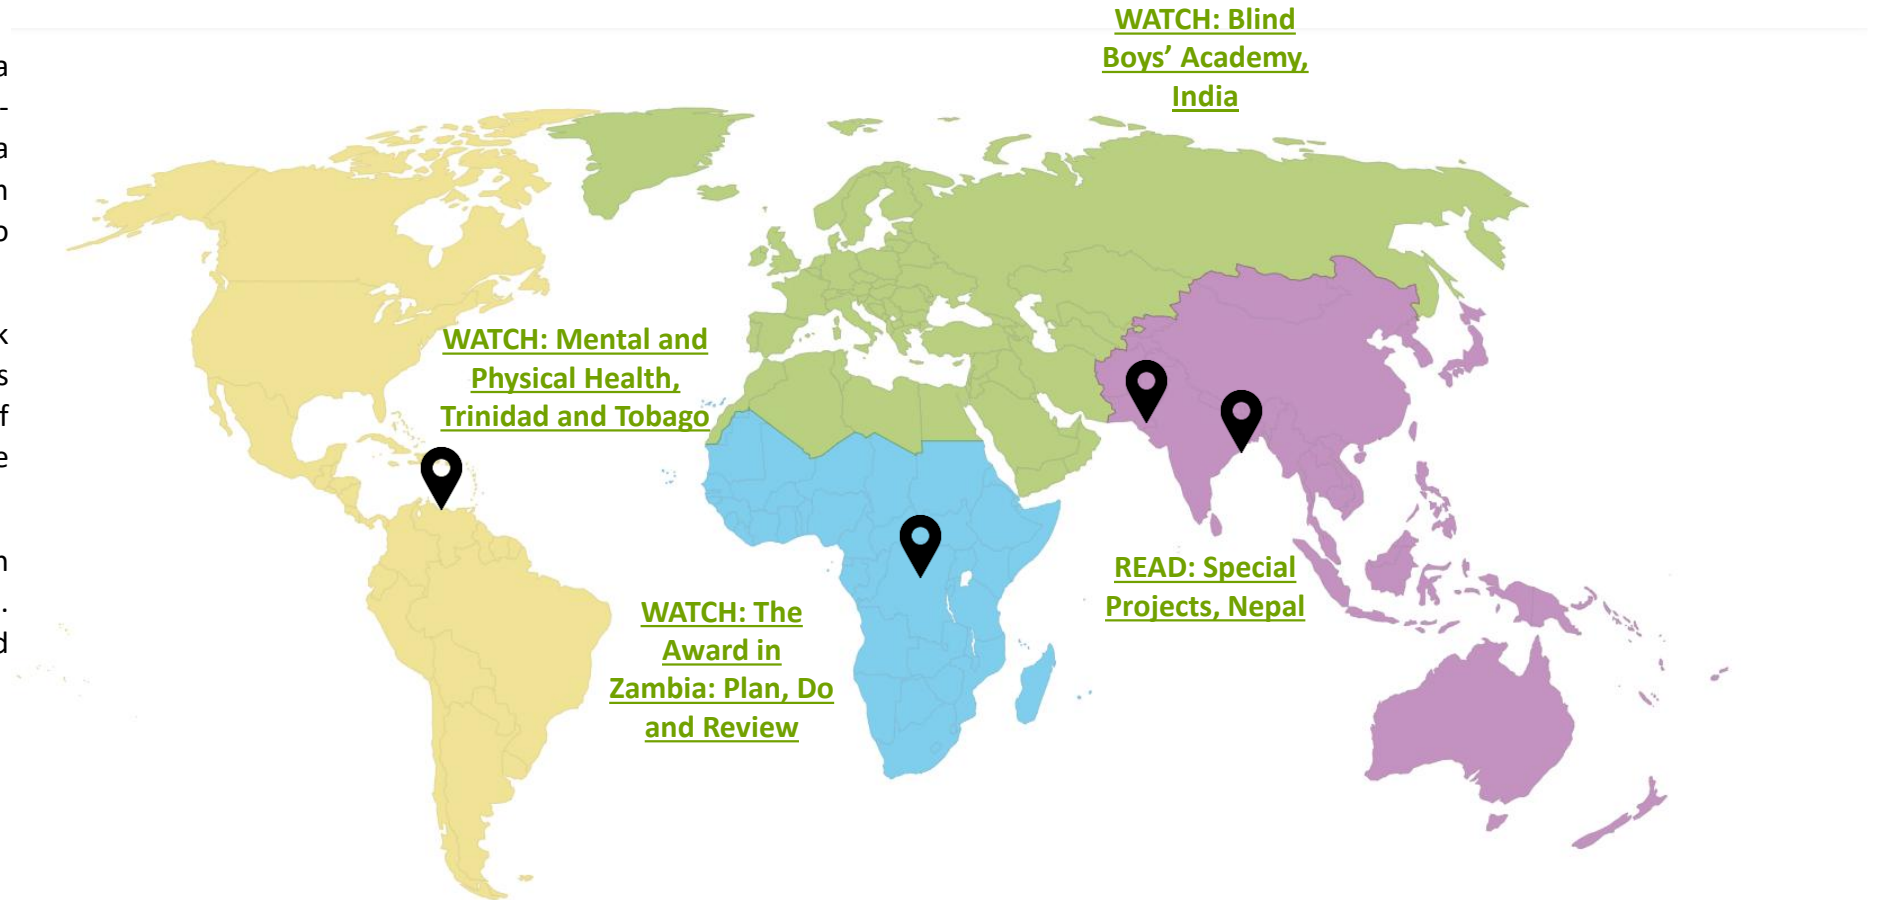 WATCH: Blind
Boys’ Academy,
India
a
-
a
n
o
k
s
f
e
n
.
d
WATCH: Mental and
Physical Health,
Trinidad and Tobago
WATCH: The
Award in
Zambia: Plan, Do
and Review
READ: Special
Projects, Nepal